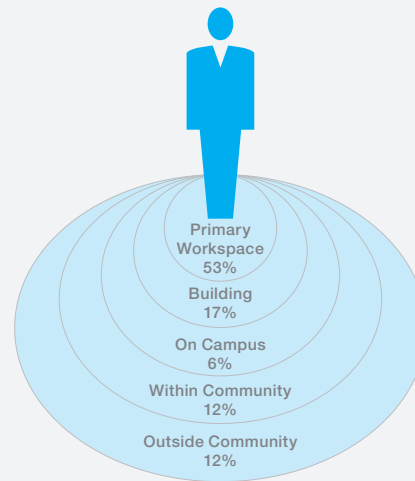 Primary
Workspace
53%
Building
17%
On Campus
6%
Within Community
12%
Outside Community
12%